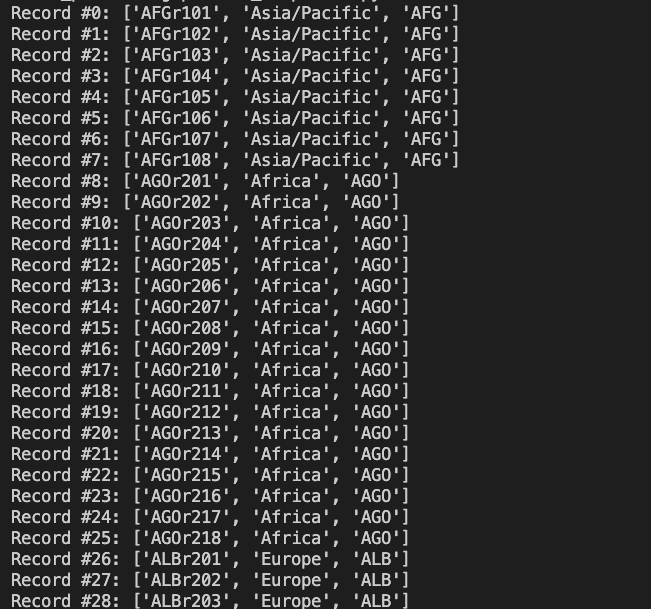 Record #0: ['AFGr101', 'Asia/Pacific', 'AFG']
Record #1: ['AFGr102', 'Asia/Pacific', 'AFG']
Record #2: ['AFGr103', 'Asia/Pacific', 'AFG']
Record #3: ['AFGr104', 'Asia/Pacific', 'AFG']
Record #4: ['AFGr105', 'Asia/Pacific', 'AFG']
Record #5: ['AFGr106', 'Asia/Pacific', 'AFG']
Record #6: ['AFGr107', 'Asia/Pacific', 'AFG']
Record #7: ['AFGr108', 'Asia/Pacific', 'AFG']
Record #8: ['AGOr201', 'Africa', 'AGO']
Record #9: ['AGOr202', 'Africa', 'AGO']
Record #10: ['AGOr203', 'Africa', 'AGO']
Record #11: ['AGOr204', 'Africa', 'AGO']
Record #12: ['AGOr205', 'Africa', 'AGO']
Record #13: ['AGOr206', 'Africa', 'AGO']
Record #14: ['AGOr207', 'Africa', 'AGO']
Record #15: ['AGOr208', 'Africa', 'AGO']
Record #16: ['AGOr209', 'Africa', 'AGO']
Record #17: ['AGOr210', 'Africa', 'AGO']
Record #18: ['AGOr211', 'Africa', 'AGO']
Record #19: ['AGOr212', 'Africa', 'AGO']
Record #20: ['AGOr213', 'Africa', 'AGO']
Record #21: ['AGOr214', 'Africa', 'AGO']
Record #22: ['AGOr215', 'Africa', 'AGO']
Record #23: ['AGOr216', 'Africa', 'AGO']
Record #24: ['AGOr217', 'Africa', 'AGO']
Record #25: ['AGOr218', 'Africa', 'AGO']
Record #26: ['ALBr201', 'Europe', 'ALB']
Record #27: ['ALBr202', 'Europe', 'ALB']
Record #28: ['ALBr203', 'Europe', 'ALB']